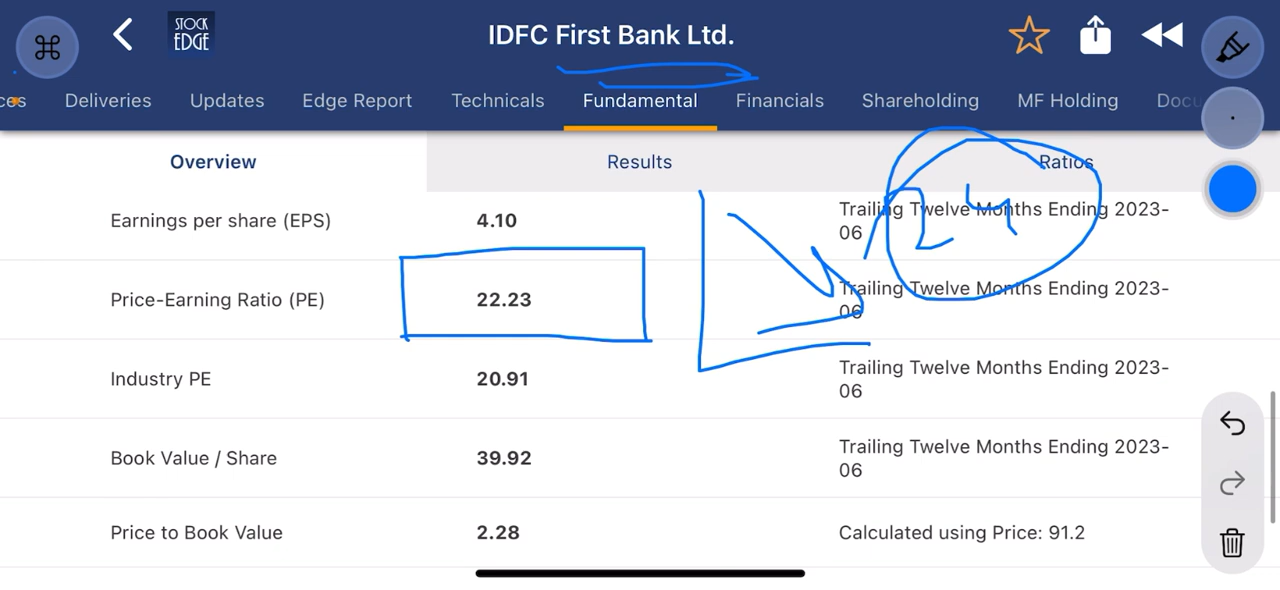 STOCK
EDGE
IDFC First Bank Ltd.
Deliveries Updates Edge Report Technicals Fundamental Financials Shareholding MF Holding
Overview Results Ratios
Earnings per share (EPS) 4.10 Trailing Twelve Months Ending 2023-
06
24
Price-Earning Ratio (PE) 22.23 Trailing Twelve Months Ending 2023-
06
Industry PE 20.91 Trailing Twelve Months Ending 2023-
06
Book Value / Share 39.92 Trailing Twelve Months Ending 2023-
06
Price to Book Value 2.28 Calculated using Price: 91.2